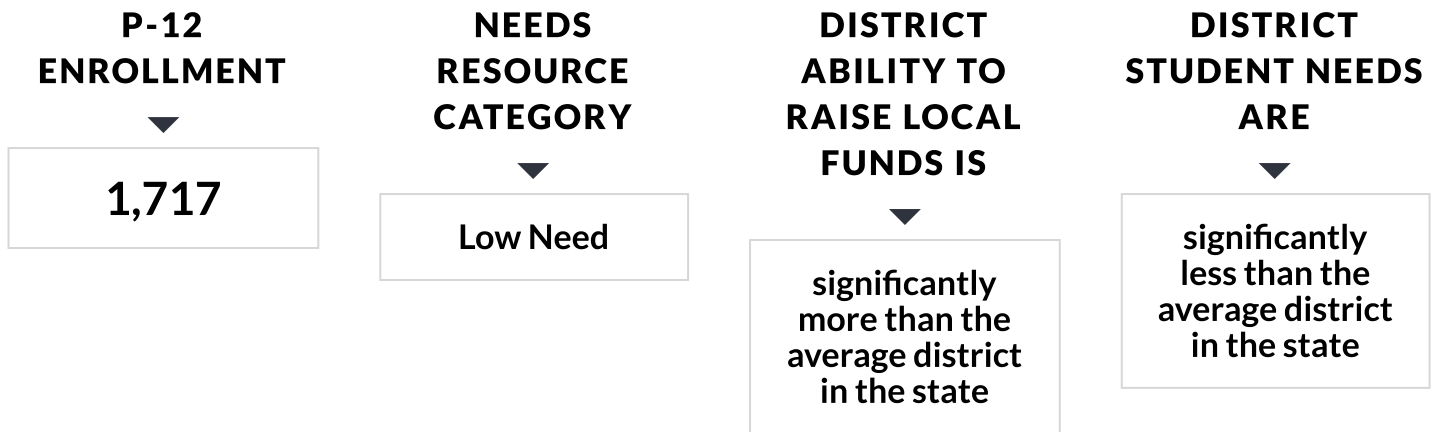 P-12
ENROLLMENT
1,717
NEEDS
RESOURCE
CATEGORY
Low Need
DISTRICT
ABILITY TO
RAISE LOCAL
FUNDS IS
significantly
more than the
average district
in the state
DISTRICT
STUDENT NEEDS
ARE
significantly
less than the
average district
in the state